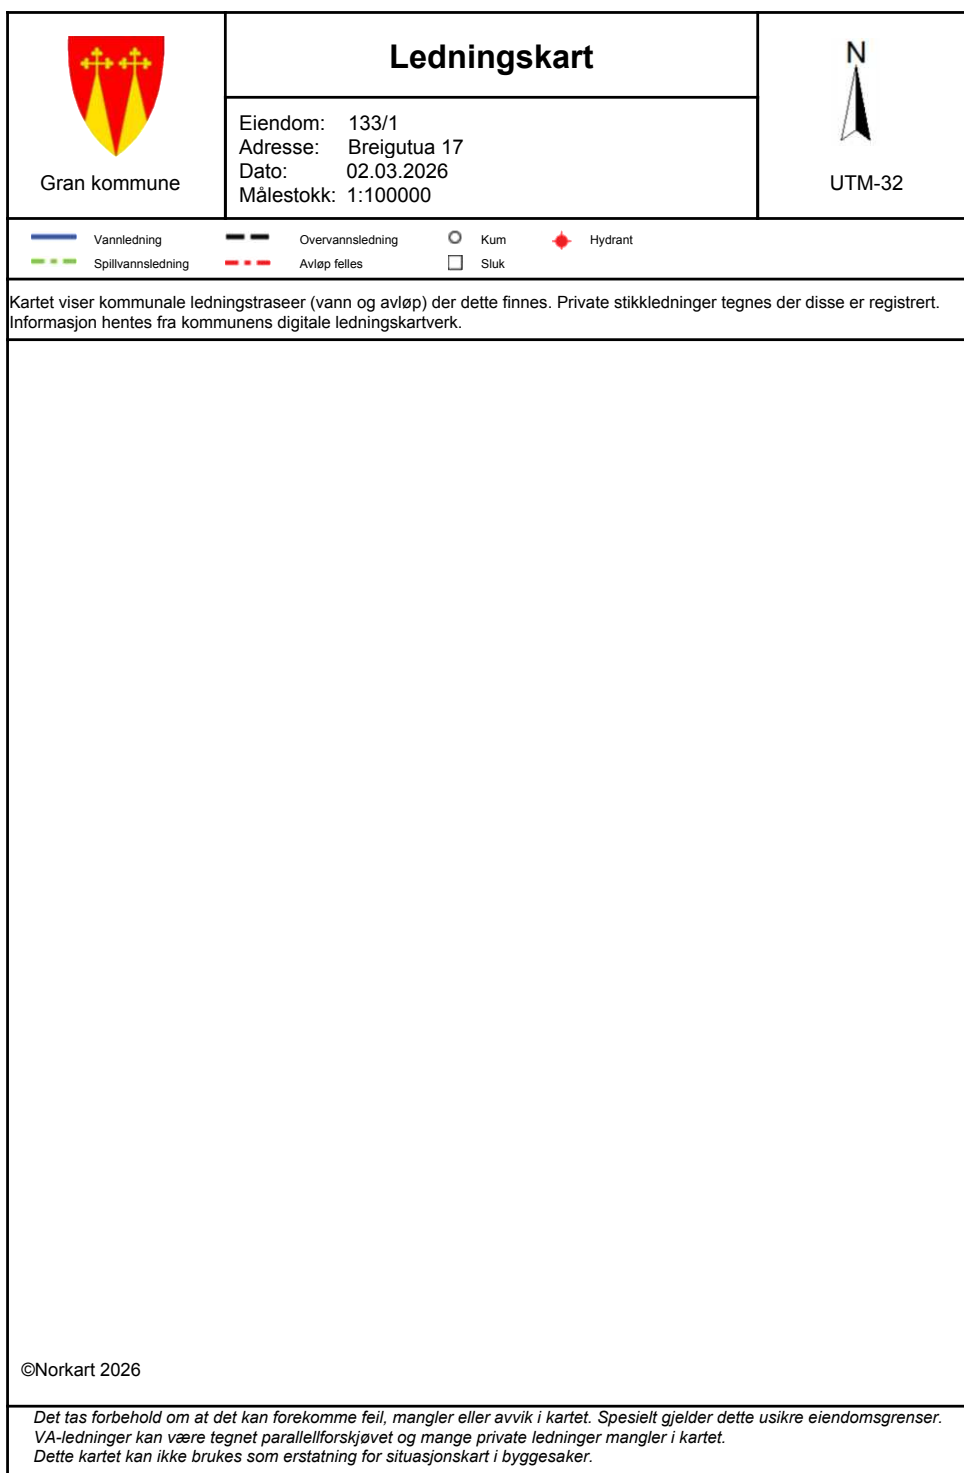 Ledningskart
Gran kommune
Eiendom: 133/1
Adresse: Breigutua 17
Dato: 02.03.2026
Målestokk: 1:100000
N
UTM-32
Vannledning
Overvannsledning
Kum
Hydrant
Spillvannsledning
Avløp felles
Sluk
Kartet viser kommunale ledningstraseer (vann og avløp) der dette finnes. Private stikkledninger tegnes der disse er registrert.
Informasjon hentes fra kommunens digitale ledningskartverk.
©Norkart 2026
Det tas forbehold om at det kan forekomme feil, mangler eller avvik i kartet. Spesielt gjelder dette usikre eiendomsgrenser.
VA-ledninger kan være tegnet parallellforskjøvet og mange private ledninger mangler i kartet.
Dette kartet kan ikke brukes som erstatning for situasjonskart i byggesaker.